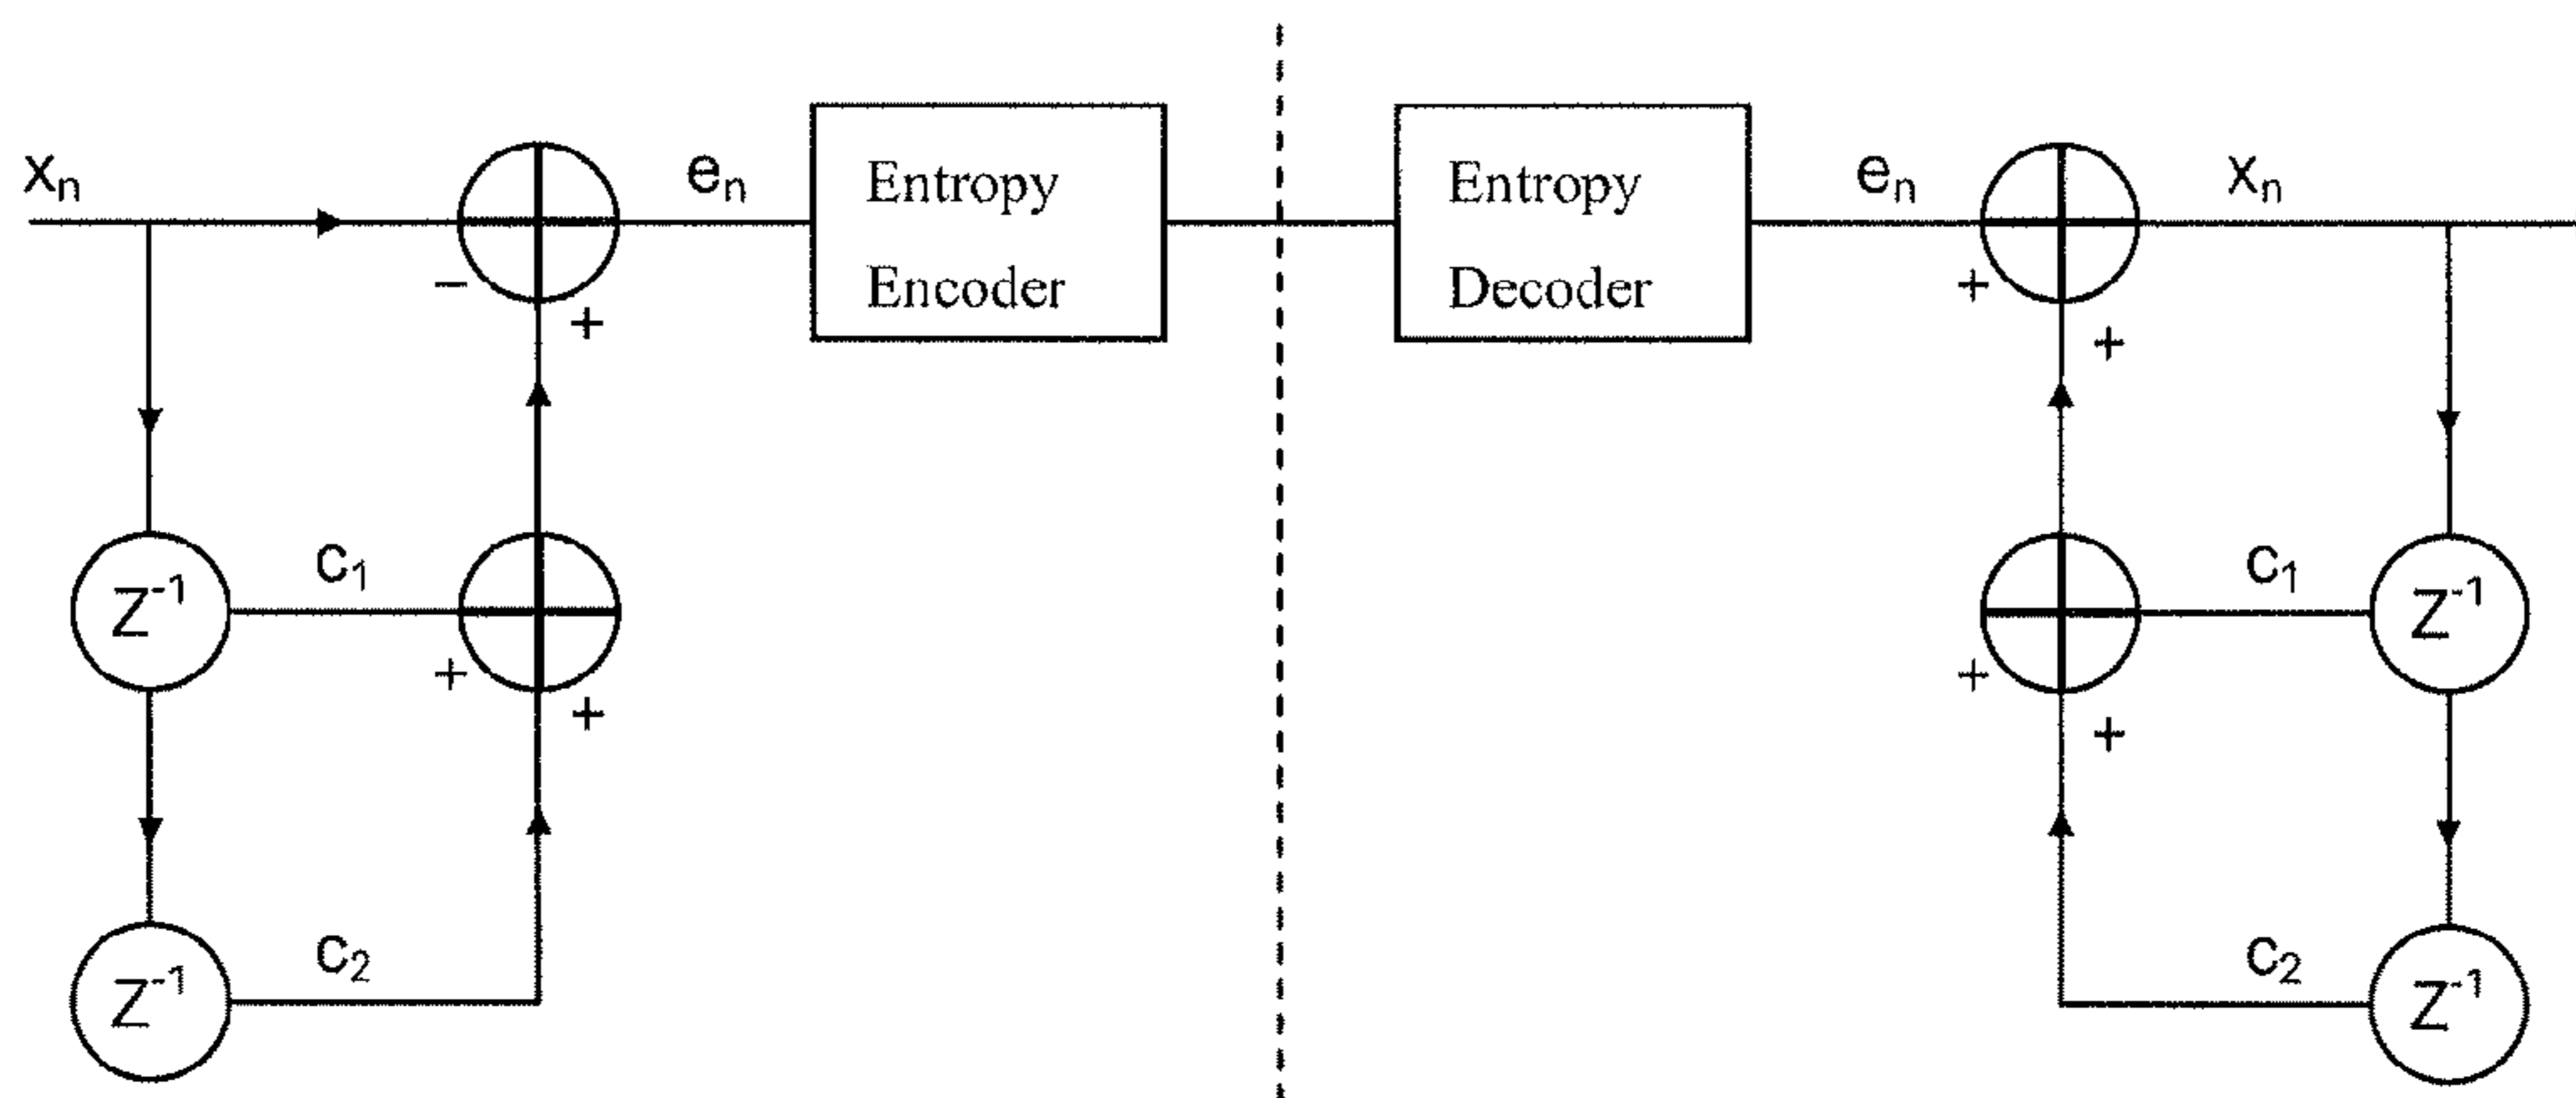 xₙ
eₙ
Entropy
Encoder
Entropy
Decoder
eₙ
xₙ
−
+
+
+
Z⁻¹
c₁
+
+
c₁
Z⁻¹
+
+
Z⁻¹
c₂
c₂
Z⁻¹